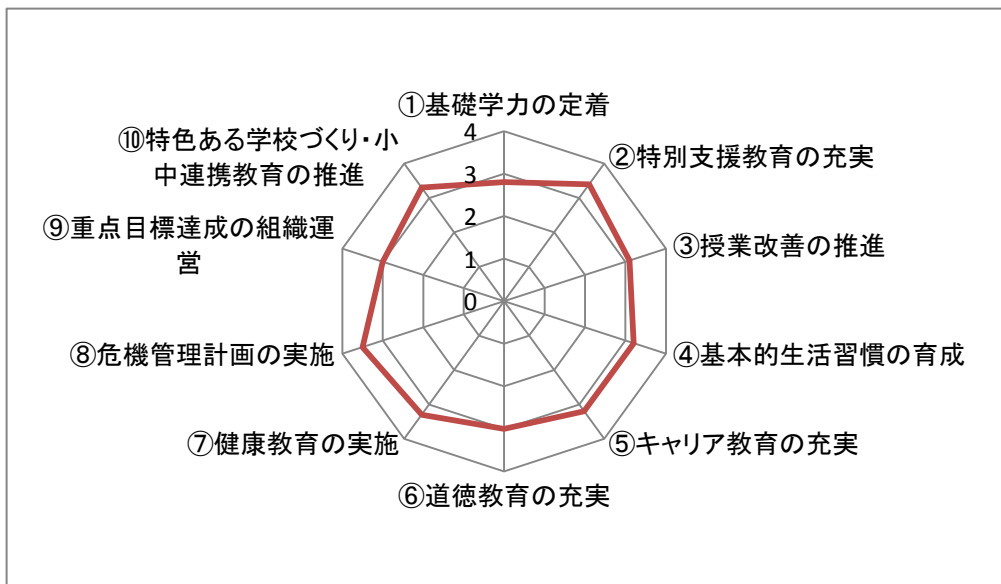 ①基礎学力の定着
②特別支援教育の充実
③授業改善の推進
④基本的生活習慣の育成
⑤キャリア教育の充実
⑥道徳教育の充実
⑦健康教育の実施
⑧危機管理計画の実施
⑨重点目標達成の組織運
営
⑩特色ある学校づくり・小
中連携教育の推進
4
3
2
1
0